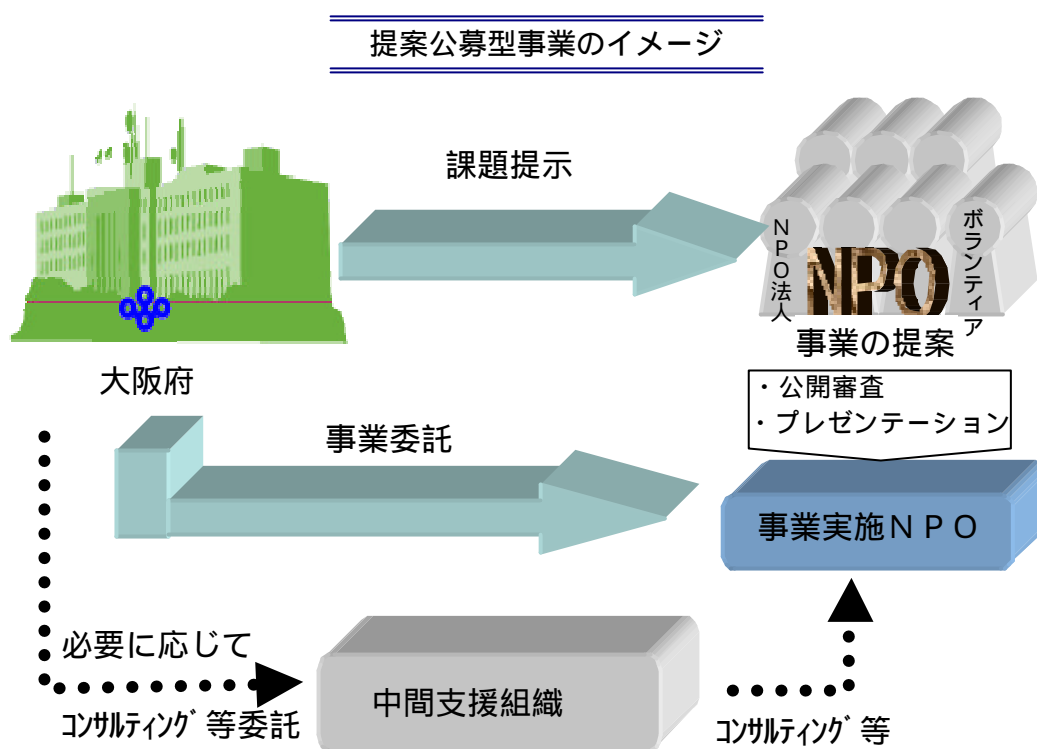 提案公募型事業のイメージ
課題提示
NPO法人
ボランティア
NPO
事業の提案
大阪府
・公開審査
・プレゼンテーション
事業委託
事業実施ＮＰＯ
必要に応じて
ｺﾝｻﾙﾃｨﾝｸﾞ等委託
中間支援組織
ｺﾝｻﾙﾃｨﾝｸﾞ等